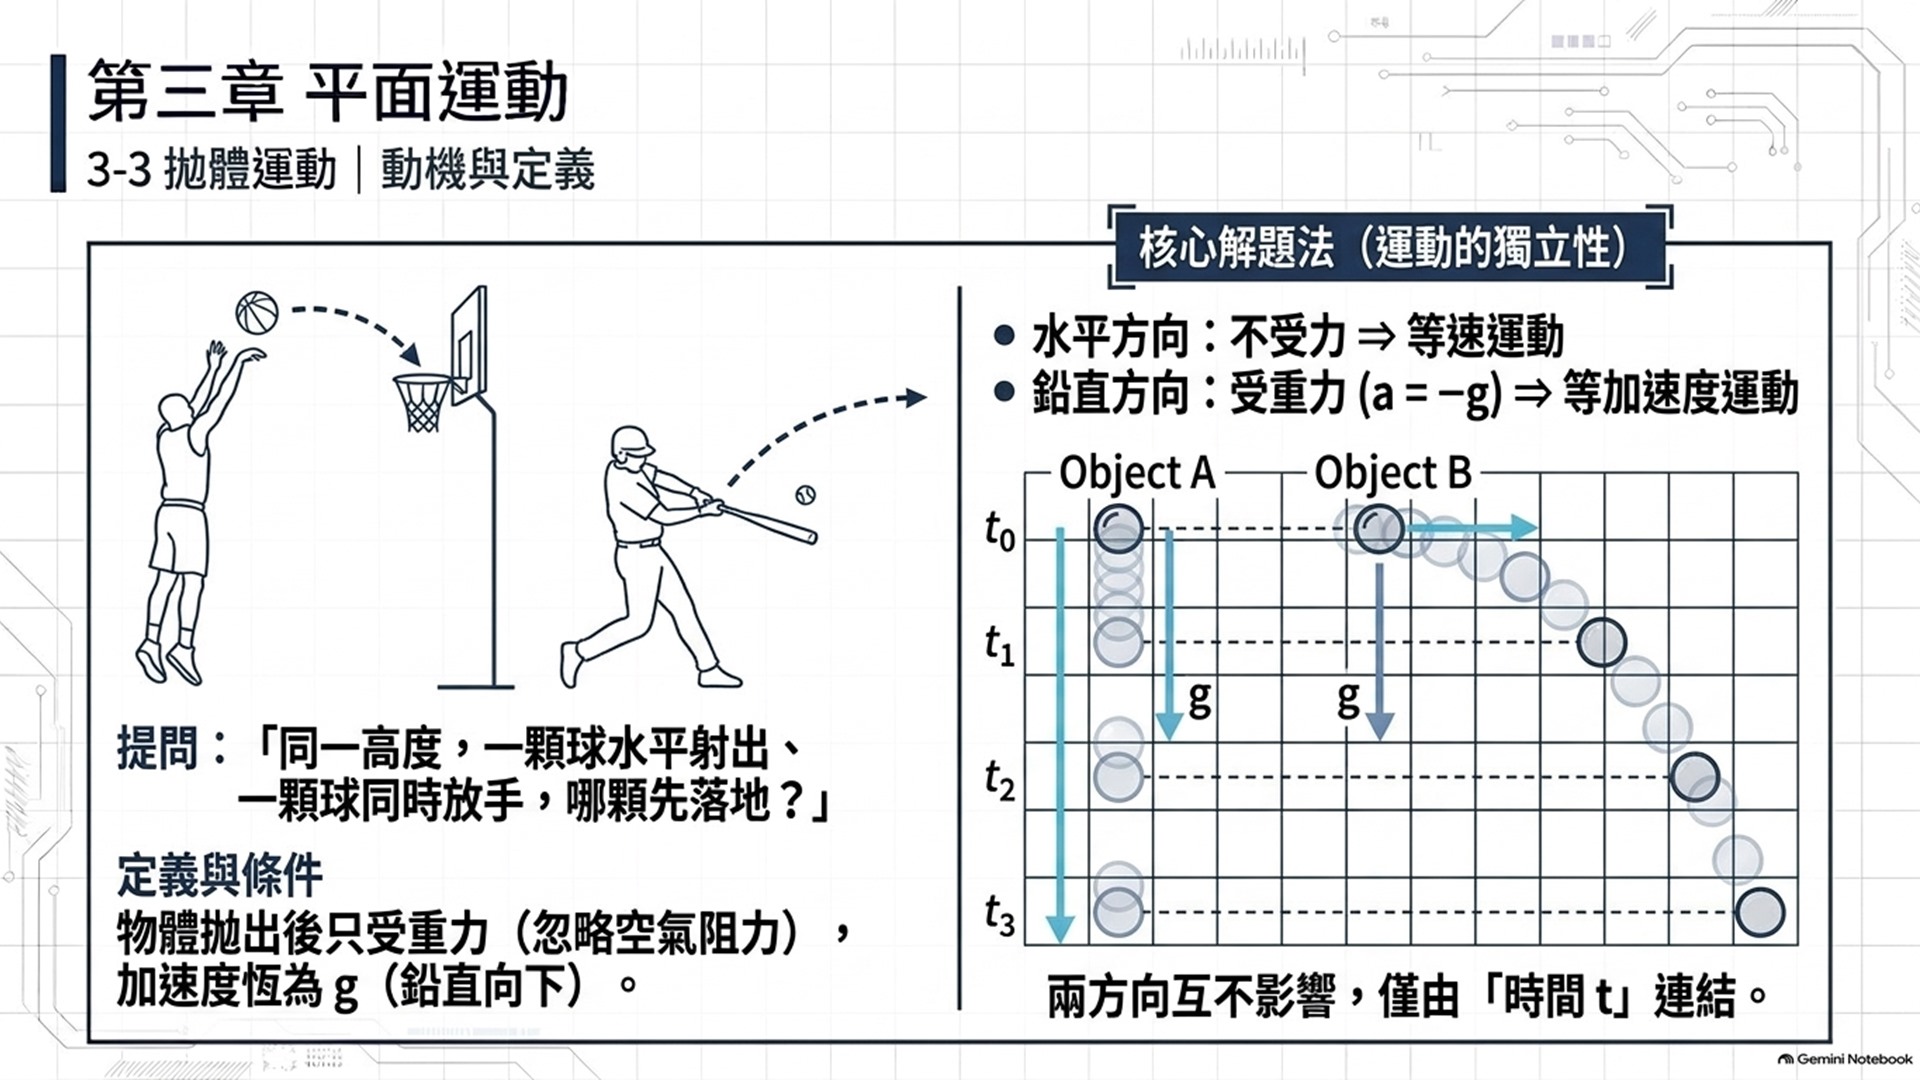 第三章 平面運動
3-3 拋體運動｜動機與定義
提問：「同一高度，一顆球水平射出、
一顆球同時放手，哪顆先落地？」
定義與條件
物體拋出後只受重力（忽略空氣阻力），
加速度恆為 g（鉛直向下）。
核心解題法（運動的獨立性）
● 水平方向：不受力 ⇒ 等速運動
● 鉛直方向：受重力 (a = −g) ⇒ 等加速度運動
Object A
Object B
t₀
t₁
g
g
t₂
t₃
兩方向互不影響，僅由「時間 t」連結。
Gemini Notebook